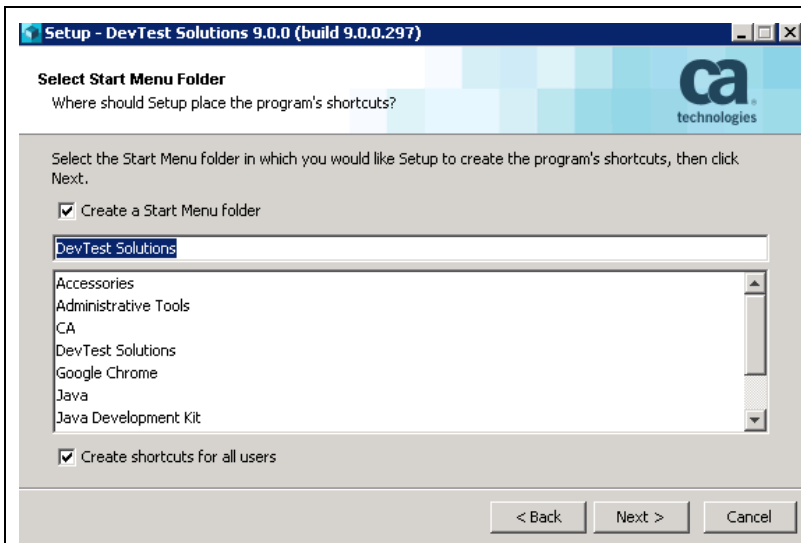 Setup - DevTest Solutions 9.0.0 (build 9.0.0.297)
Select Start Menu Folder
Where should Setup place the program's shortcuts?
ca
technologies
Select the Start Menu folder in which you would like Setup to create the program's shortcuts, then click
Next.
Create a Start Menu folder
DevTest Solutions
Accessories
Administrative Tools
CA
DevTest Solutions
Google Chrome
Java
Java Development Kit
Create shortcuts for all users
< Back Next > Cancel